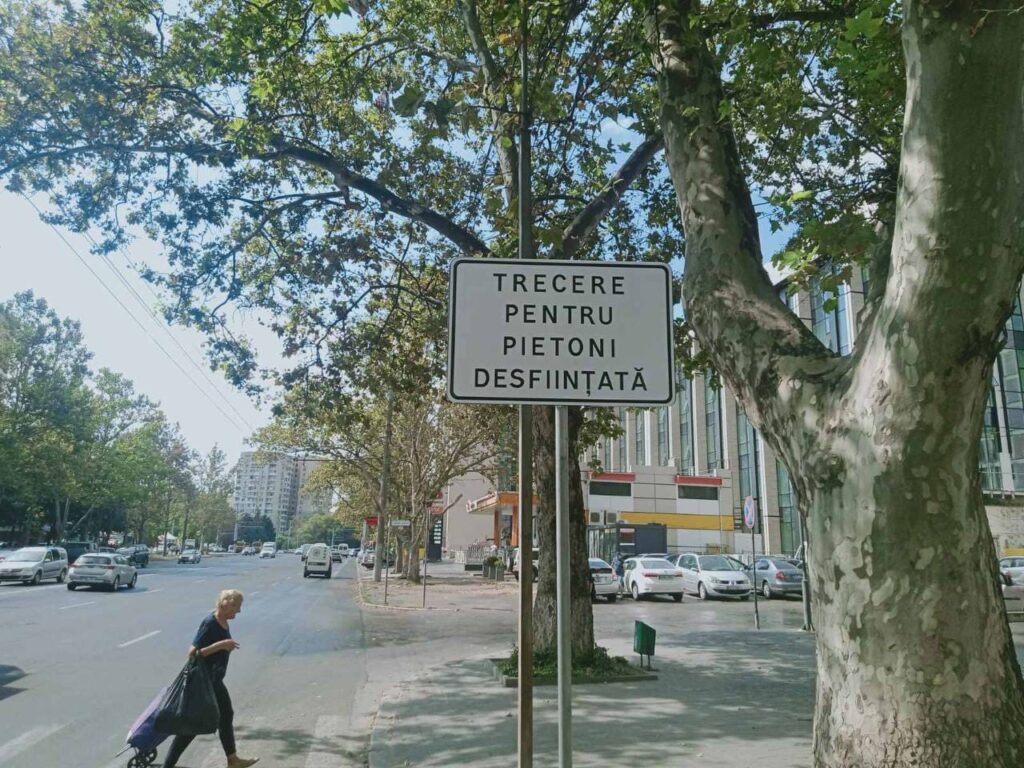 TRECERE
PENTRU
PIETONI
DESFIINȚATĂ